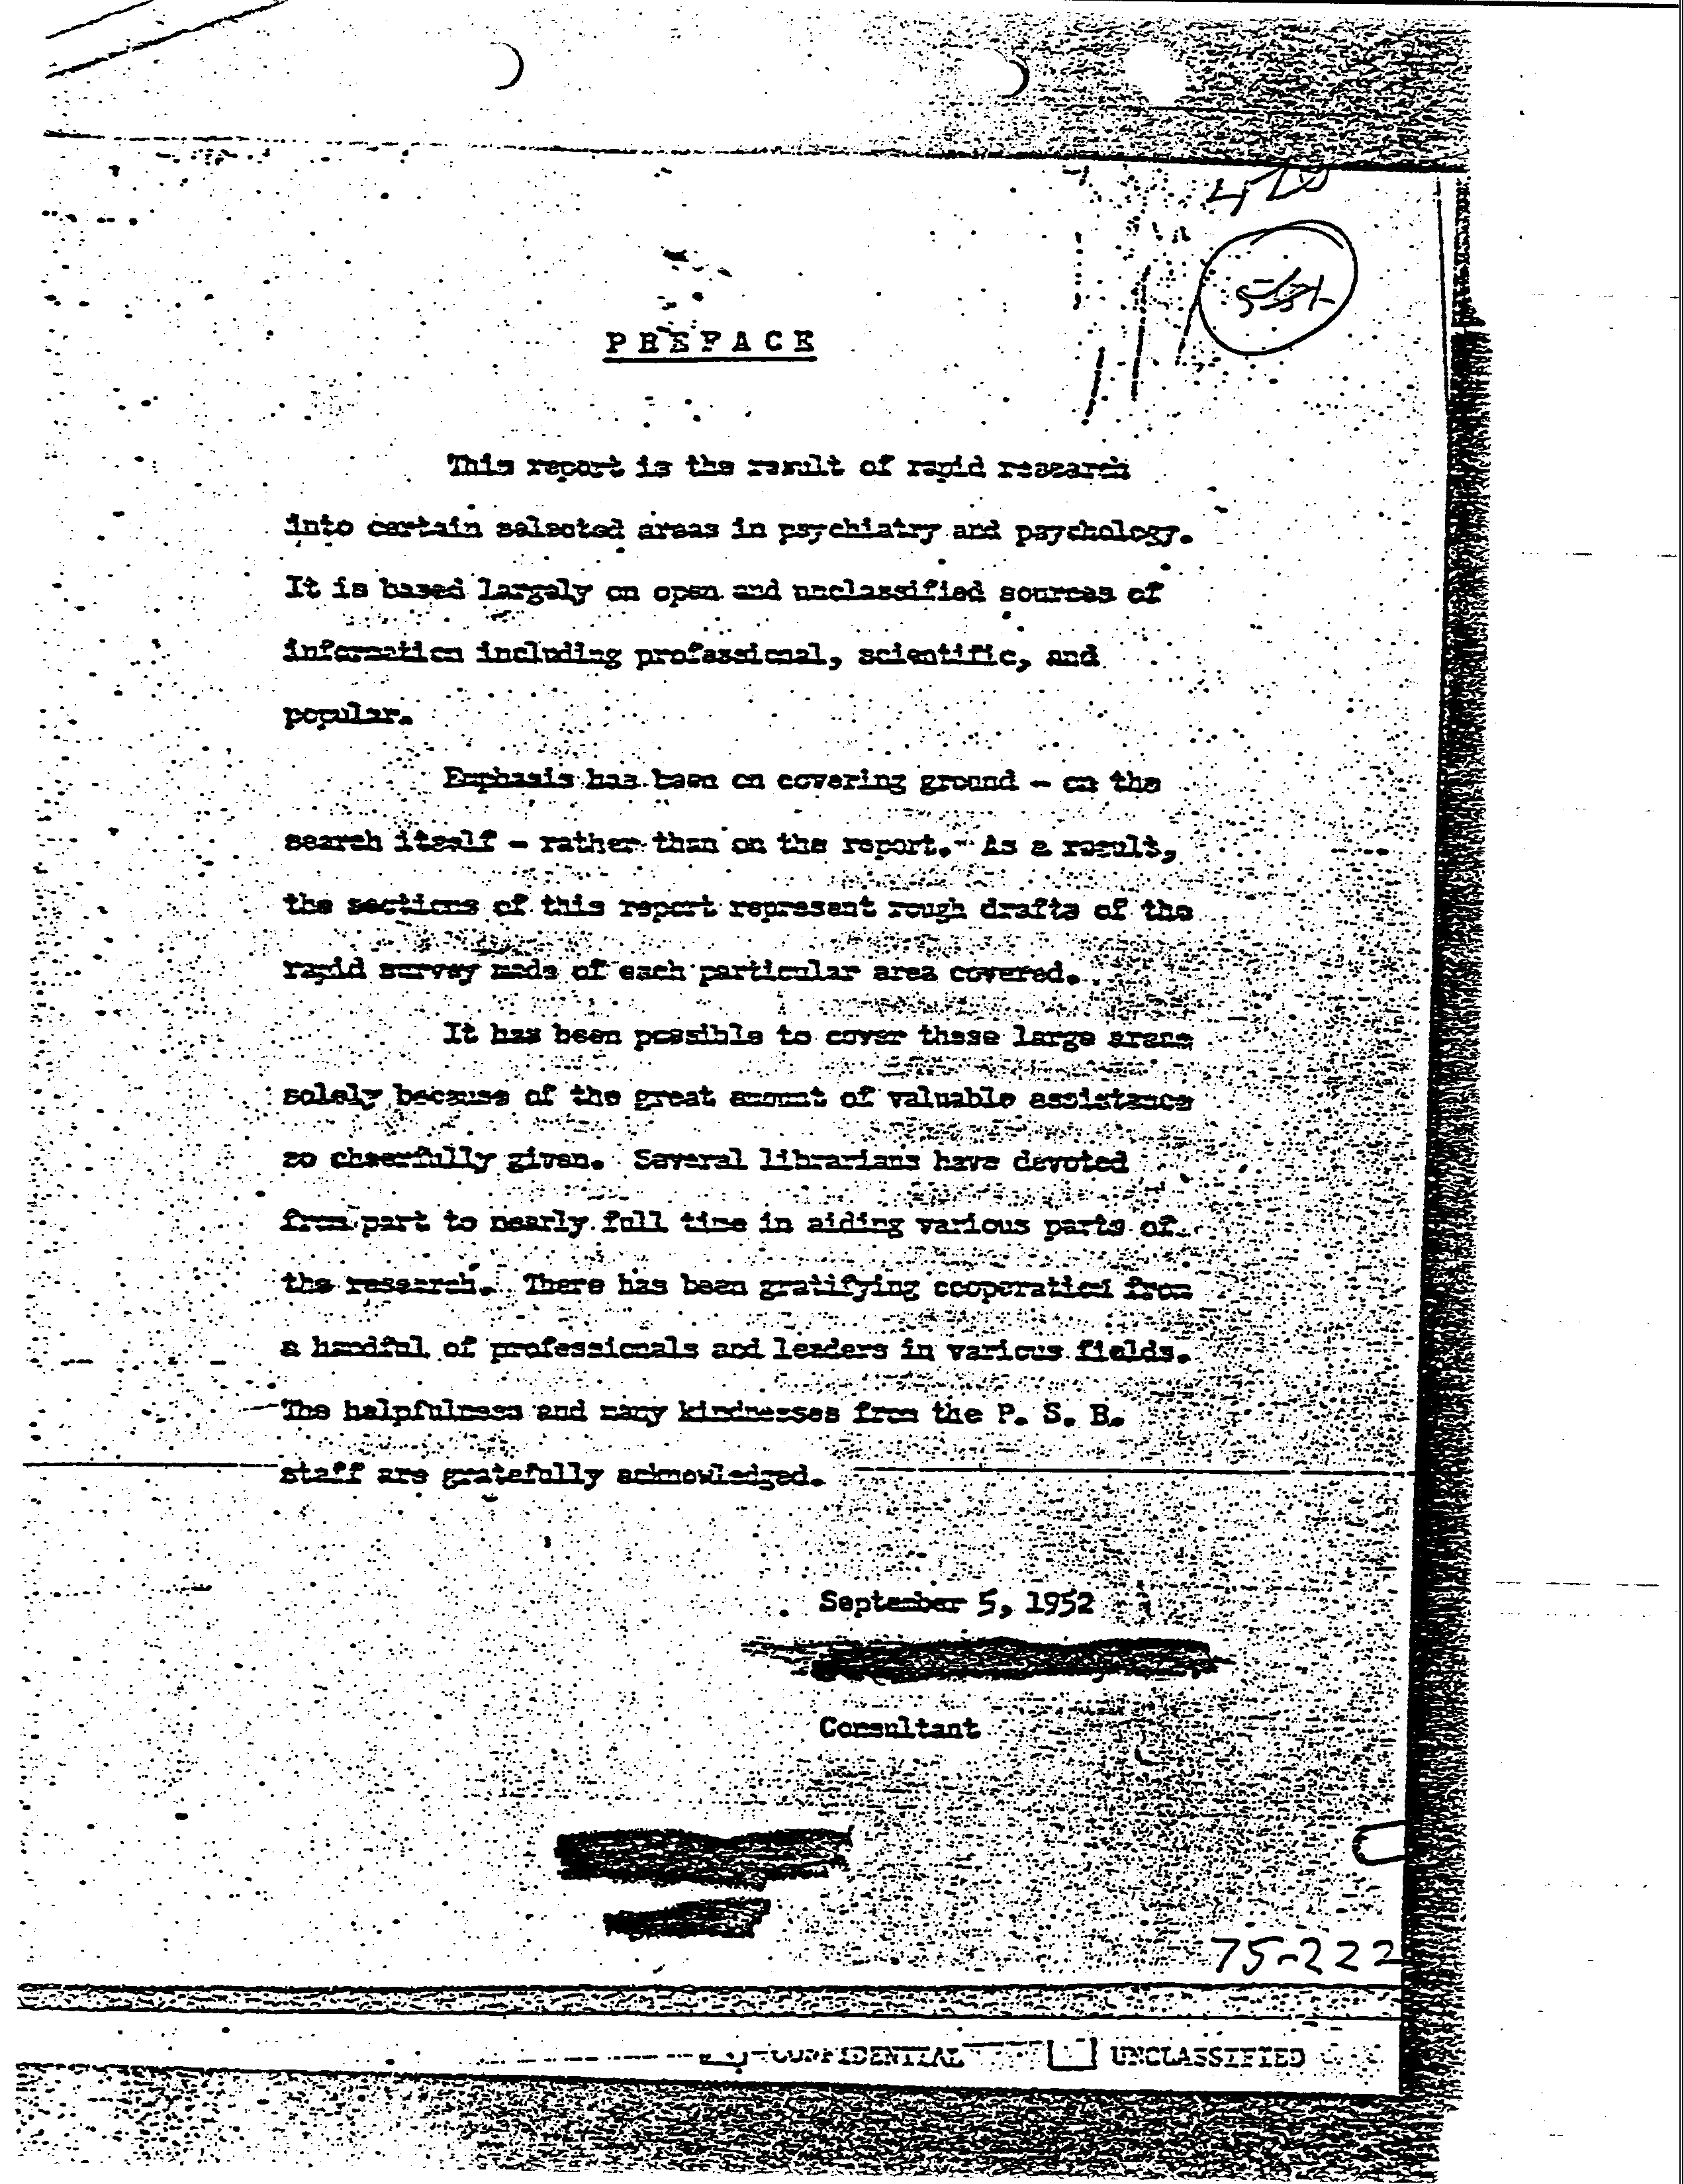 PREFACE
This report is the result of rapid research
into certain selected areas in psychiatry and psychology.
It is based largely on open and unclassified sources of
information including professional, scientific, and
popular.
Emphasis has been on covering ground - on the
search itself - rather than on the report. As a result,
the sections of this report represent rough drafts of the
rapid survey made of each particular area covered.
It has been possible to cover these large areas
solely because of the great amount of valuable assistance
so cheerfully given. Several librarians have devoted
from part to nearly full time in aiding various parts of
the research. There has been gratifying cooperation from
a handful of professionals and leaders in various fields.
The helpfulness and many kindnesses from the P. S. B.
staff are gratefully acknowledged.
September 5, 1952
Consultant
75-222
CONFIDENTIAL UNCLASSIFIED